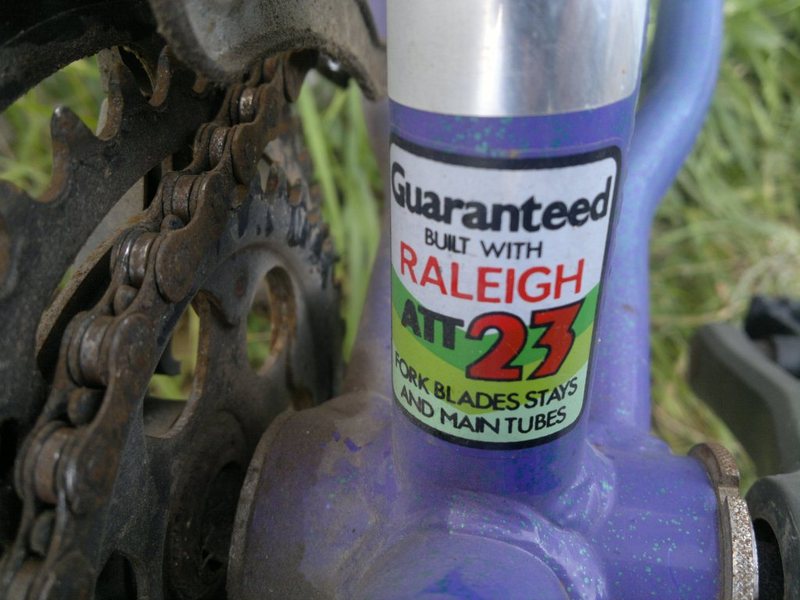 Guaranteed
BUILT WITH
RALEIGH
ATT 23
FORK BLADES STAYS
AND MAIN TUBES